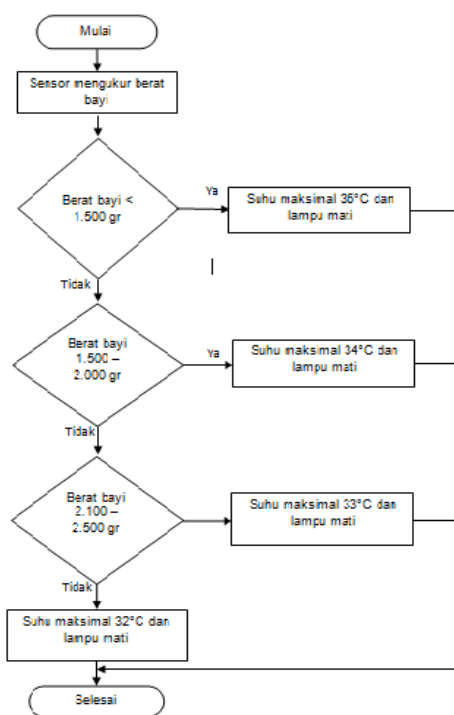 Mulai
Sensor mengukur berat
bayi
Berat bayi <
1.500 gr
Ya
Suhu maksimal 35°C dan
lampu mati
Tidak
Berat bayi
1.500 –
2.000 gr
Ya
Suhu maksimal 34°C dan
lampu mati
Tidak
Berat bayi
2.100 –
2.500 gr
Suhu maksimal 33°C dan
lampu mati
Tidak
Suhu maksimal 32°C dan
lampu mati
Selesai